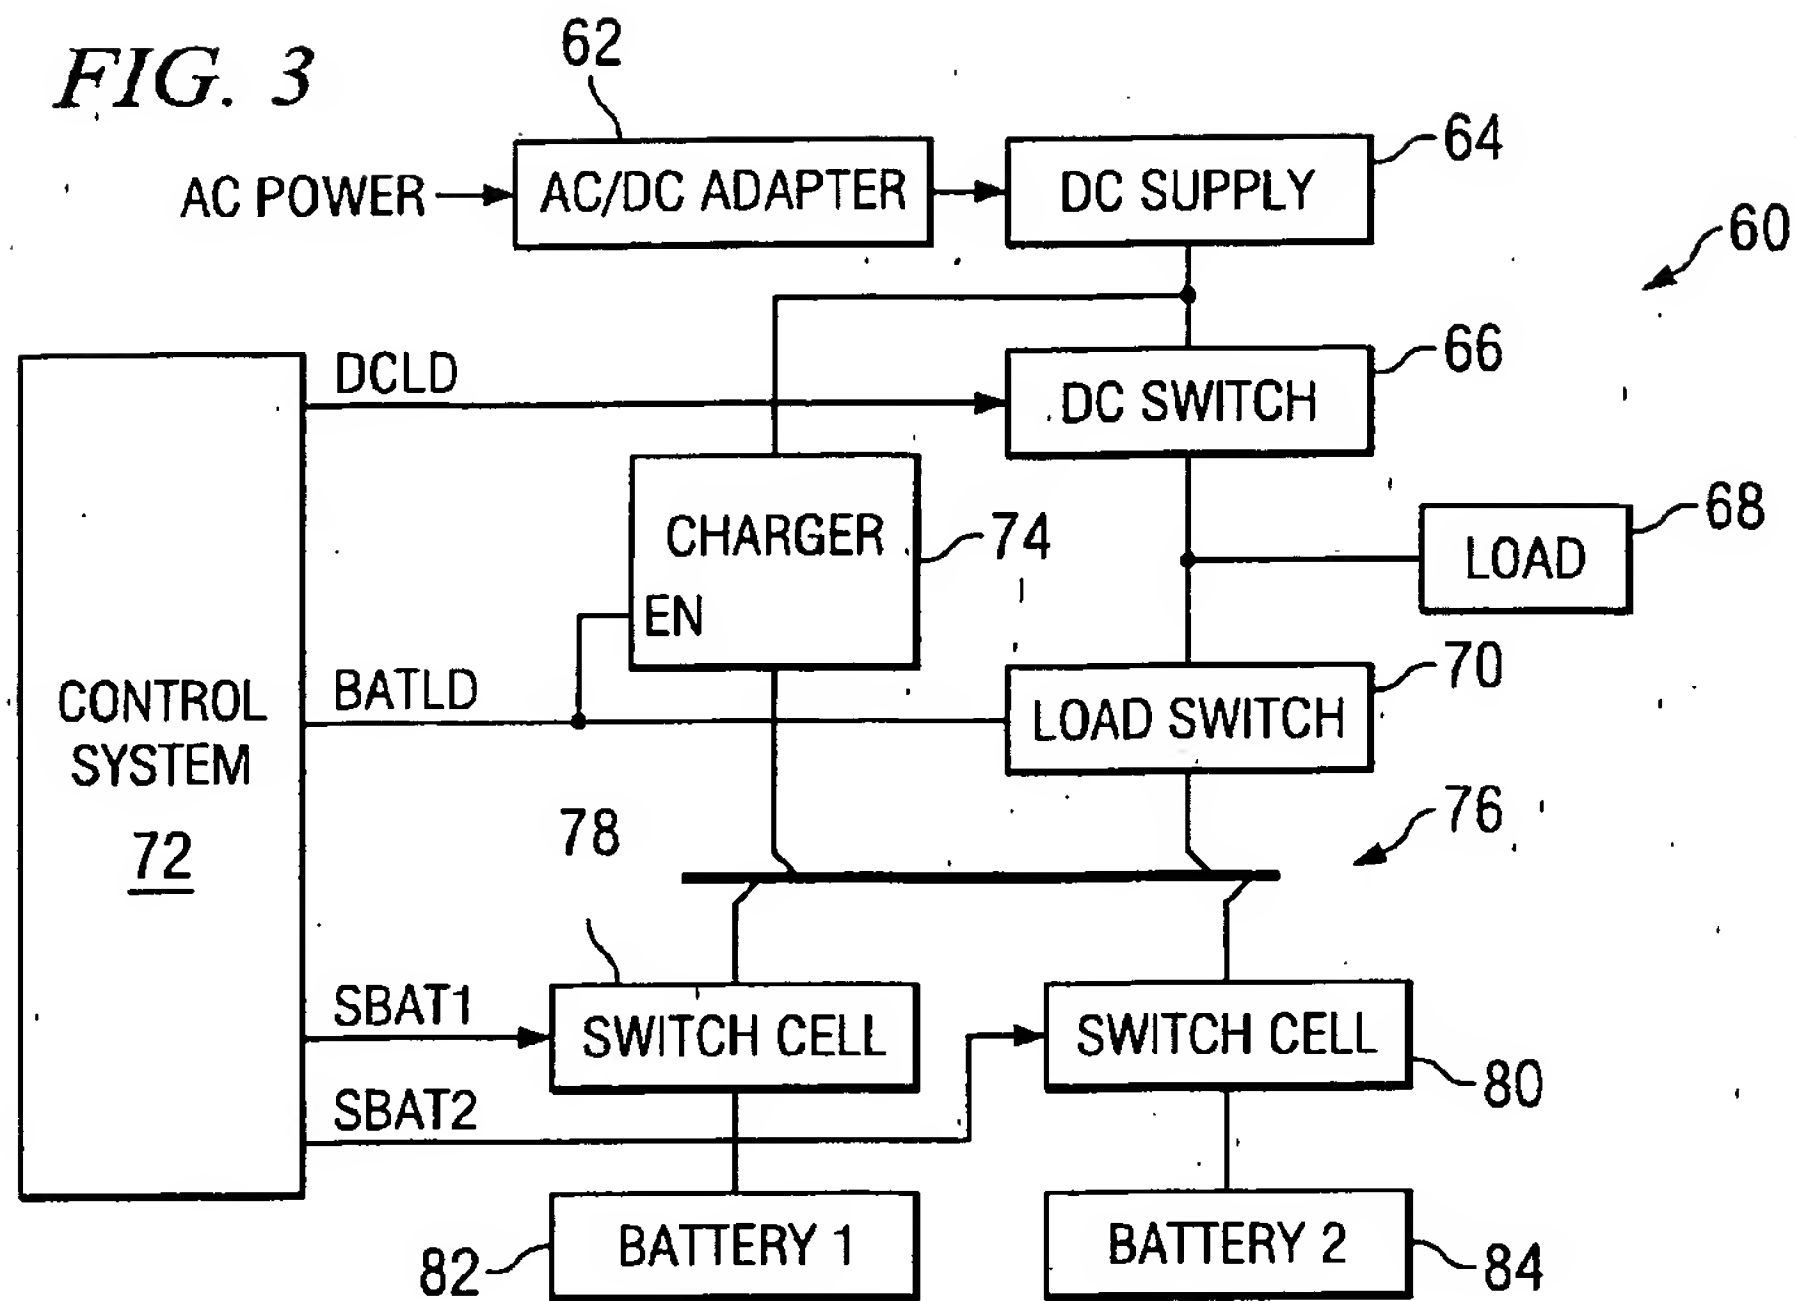 FIG. 3
62
AC POWER
AC/DC ADAPTER
DC SUPPLY
64
60
DCLD
DC SWITCH
66
CHARGER
74
EN
LOAD
68
CONTROL
SYSTEM
72
BATLD
LOAD SWITCH
70
76
78
SBAT1
SWITCH CELL
SWITCH CELL
80
SBAT2
82
BATTERY 1
BATTERY 2
84